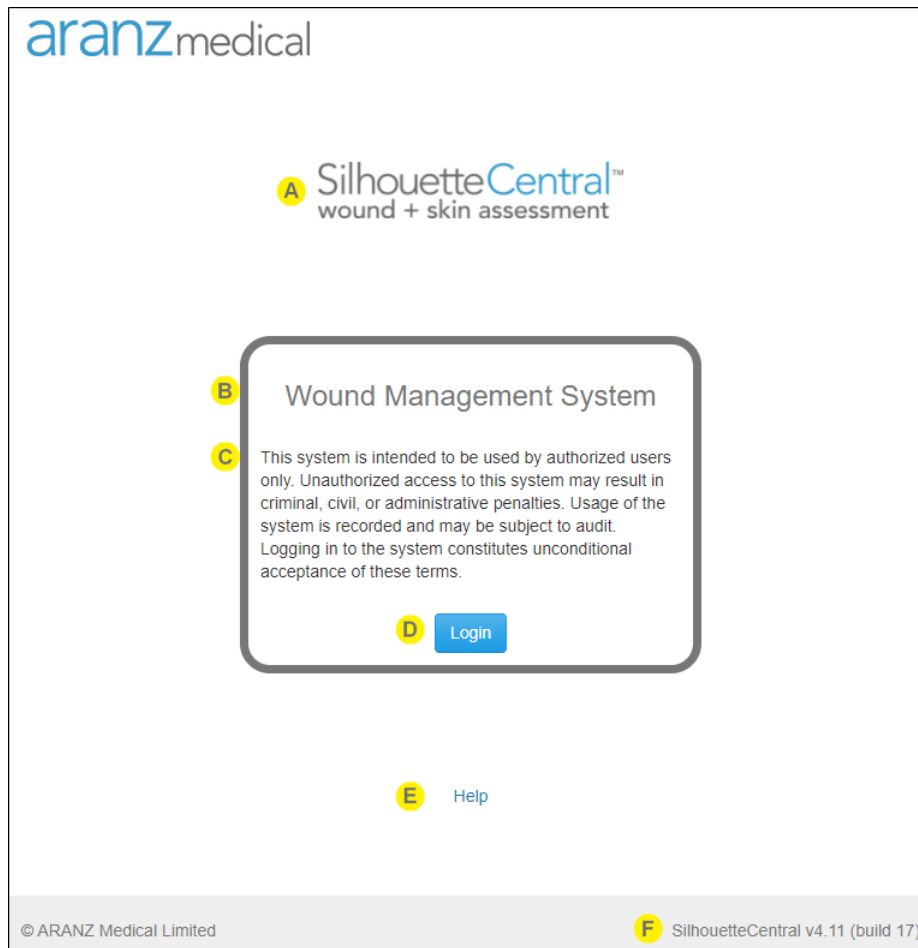 aranzmedical
A SilhouetteCentral™
wound + skin assessment
B Wound Management System
C This system is intended to be used by authorized users
only. Unauthorized access to this system may result in
criminal, civil, or administrative penalties. Usage of the
system is recorded and may be subject to audit.
Logging in to the system constitutes unconditional
acceptance of these terms.
D Login
E Help
© ARANZ Medical Limited F SilhouetteCentral v4.11 (build 17)